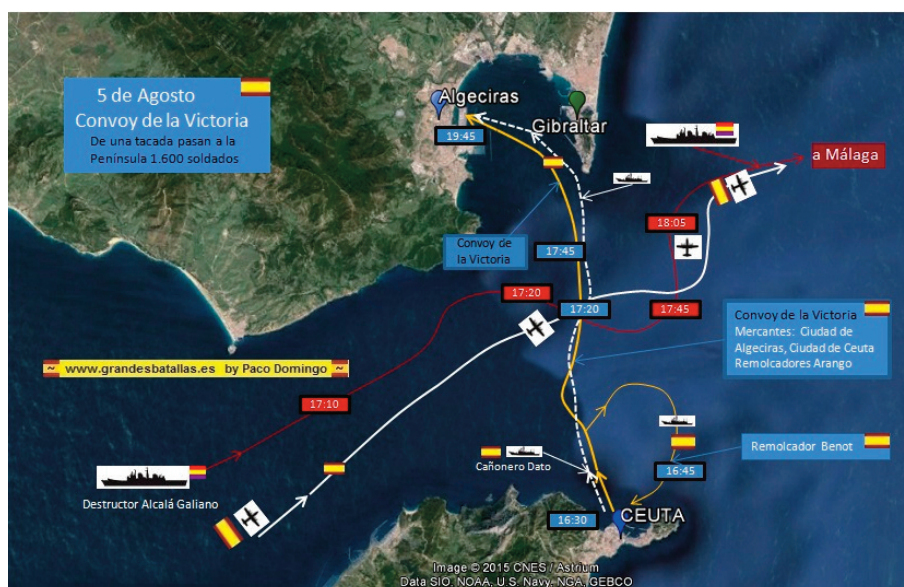 5 de Agosto
Convoy de la Victoria
De una tacada pasan a la
Península 1.600 soldados
Algeciras
19:45
Gibraltar
a Málaga
18:05
Convoy de
la Victoria
17:45
17:20
17:20
17:45
Convoy de la Victoria
Mercantes: Ciudad de
Algeciras, Ciudad de Ceuta
Remolcadores Arango
~ www.grandesbatallas.es by Paco Domingo ~
17:10
Remolcador Benot
Cañonero Dato
16:45
Destructor Alcalá Galiano
16:30
CEUTA
Image © 2015 CNES / Astrium
Data SIO, NOAA, U.S. Navy, NGA, GEBCO